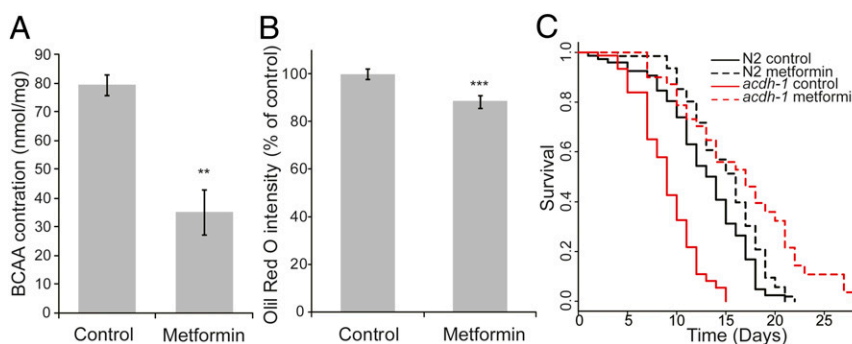 A
BCAA contration (nmol/mg)
90
80
70
60
50
40
30
20
10
0
**
Control
Metformin
B
Olil Red O intensity (% of control)
100
80
60
40
20
0
***
Control
Metformin
C
Survival
1.0
0.8
0.6
0.4
0.2
0.0
N2 control
N2 metformin
acdh-1 control
acdh-1 metformi
0
5
10
15
20
25
Time (Days)